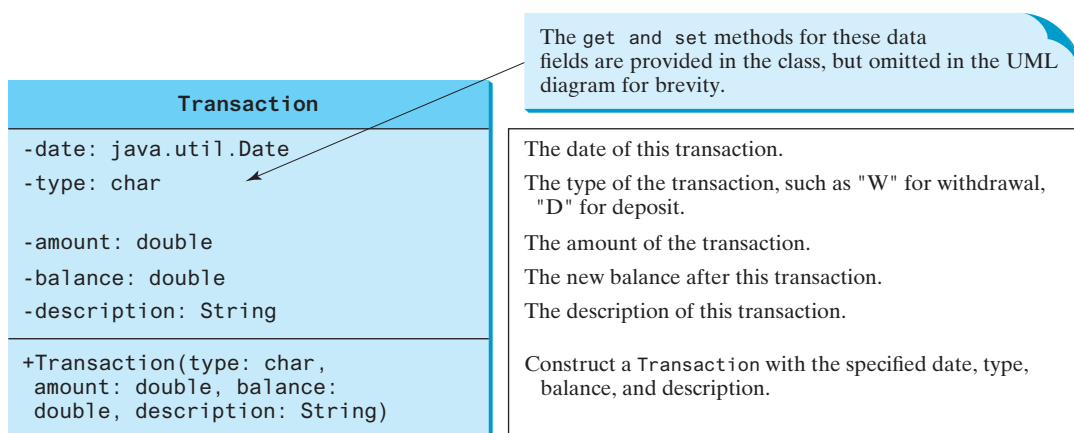 The get and set methods for these data
fields are provided in the class, but omitted in the UML
diagram for brevity.
Transaction
-date: java.util.Date
The date of this transaction.
-type: char
The type of the transaction, such as "W" for withdrawal,
"D" for deposit.
-amount: double
The amount of the transaction.
-balance: double
The new balance after this transaction.
-description: String
The description of this transaction.
+Transaction(type: char,
amount: double, balance:
double, description: String)
Construct a Transaction with the specified date, type,
balance, and description.